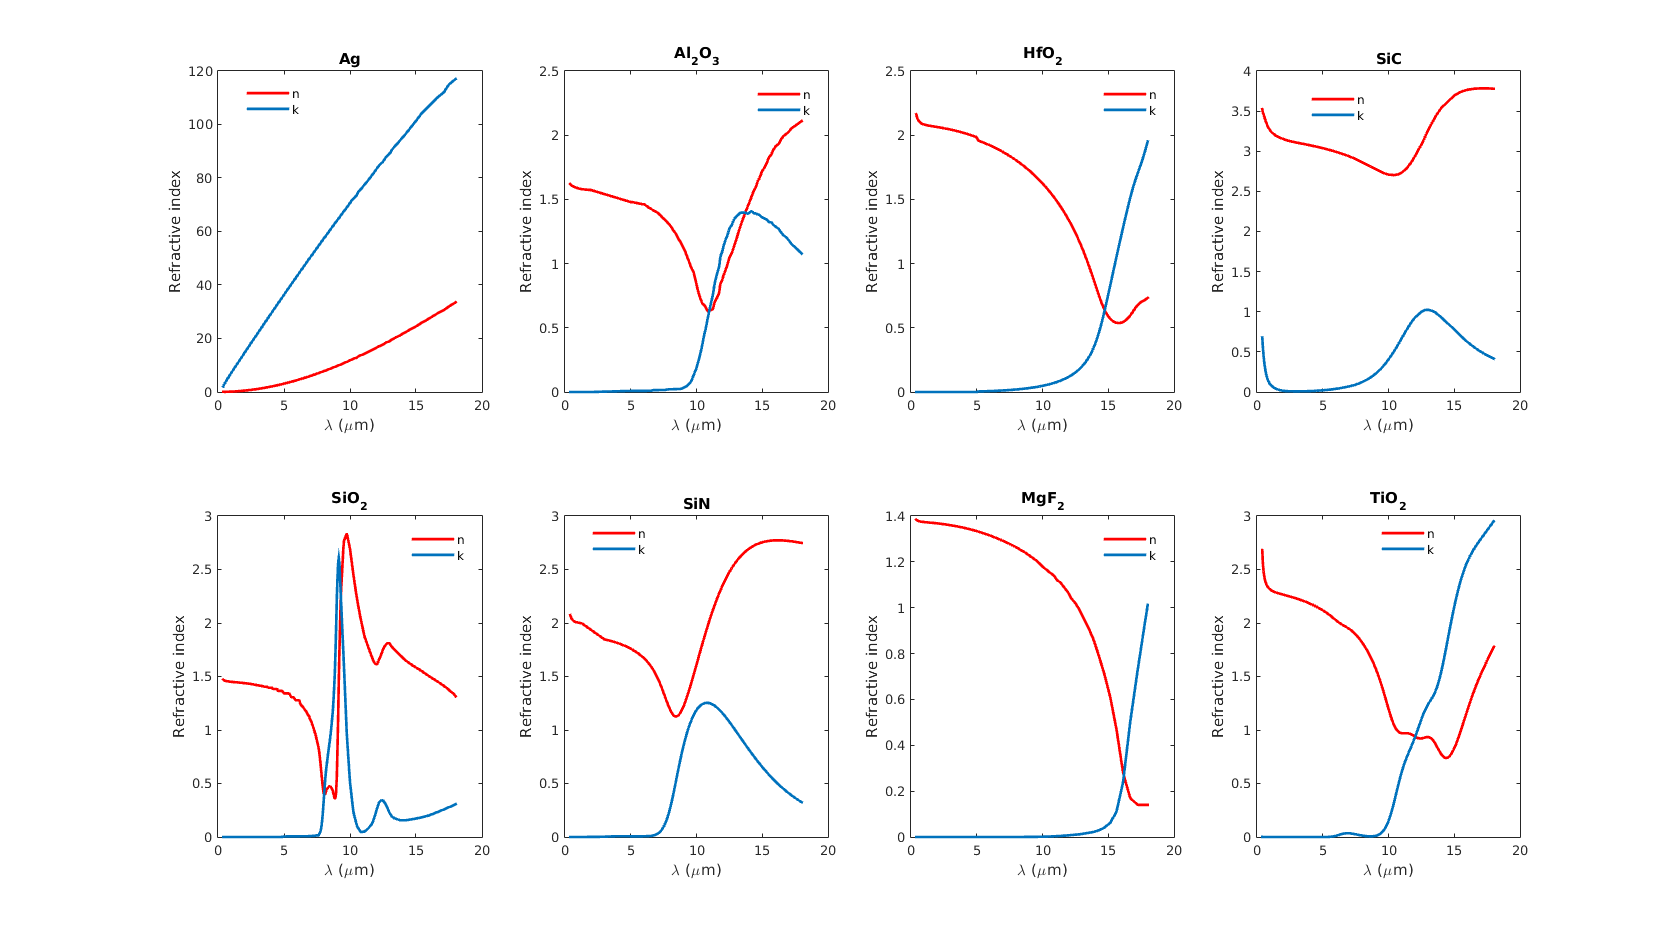 Ag
n
k
120
100
80
60
40
20
0
0 5 10 15 20
Refractive index
λ (μm)
Al2O3
n
k
2.5
2
1.5
1
0.5
0
0 5 10 15 20
Refractive index
λ (μm)
HfO2
n
k
2.5
2
1.5
1
0.5
0
0 5 10 15 20
Refractive index
λ (μm)
SiC
n
k
4
3.5
3
2.5
2
1.5
1
0.5
0
0 5 10 15 20
Refractive index
λ (μm)
SiO2
n
k
3
2.5
2
1.5
1
0.5
0
0 5 10 15 20
Refractive index
λ (μm)
SiN
n
k
3
2.5
2
1.5
1
0.5
0
0 5 10 15 20
Refractive index
λ (μm)
MgF2
n
k
1.4
1.2
1
0.8
0.6
0.4
0.2
0
0 5 10 15 20
Refractive index
λ (μm)
TiO2
n
k
3
2.5
2
1.5
1
0.5
0
0 5 10 15 20
Refractive index
λ (μm)